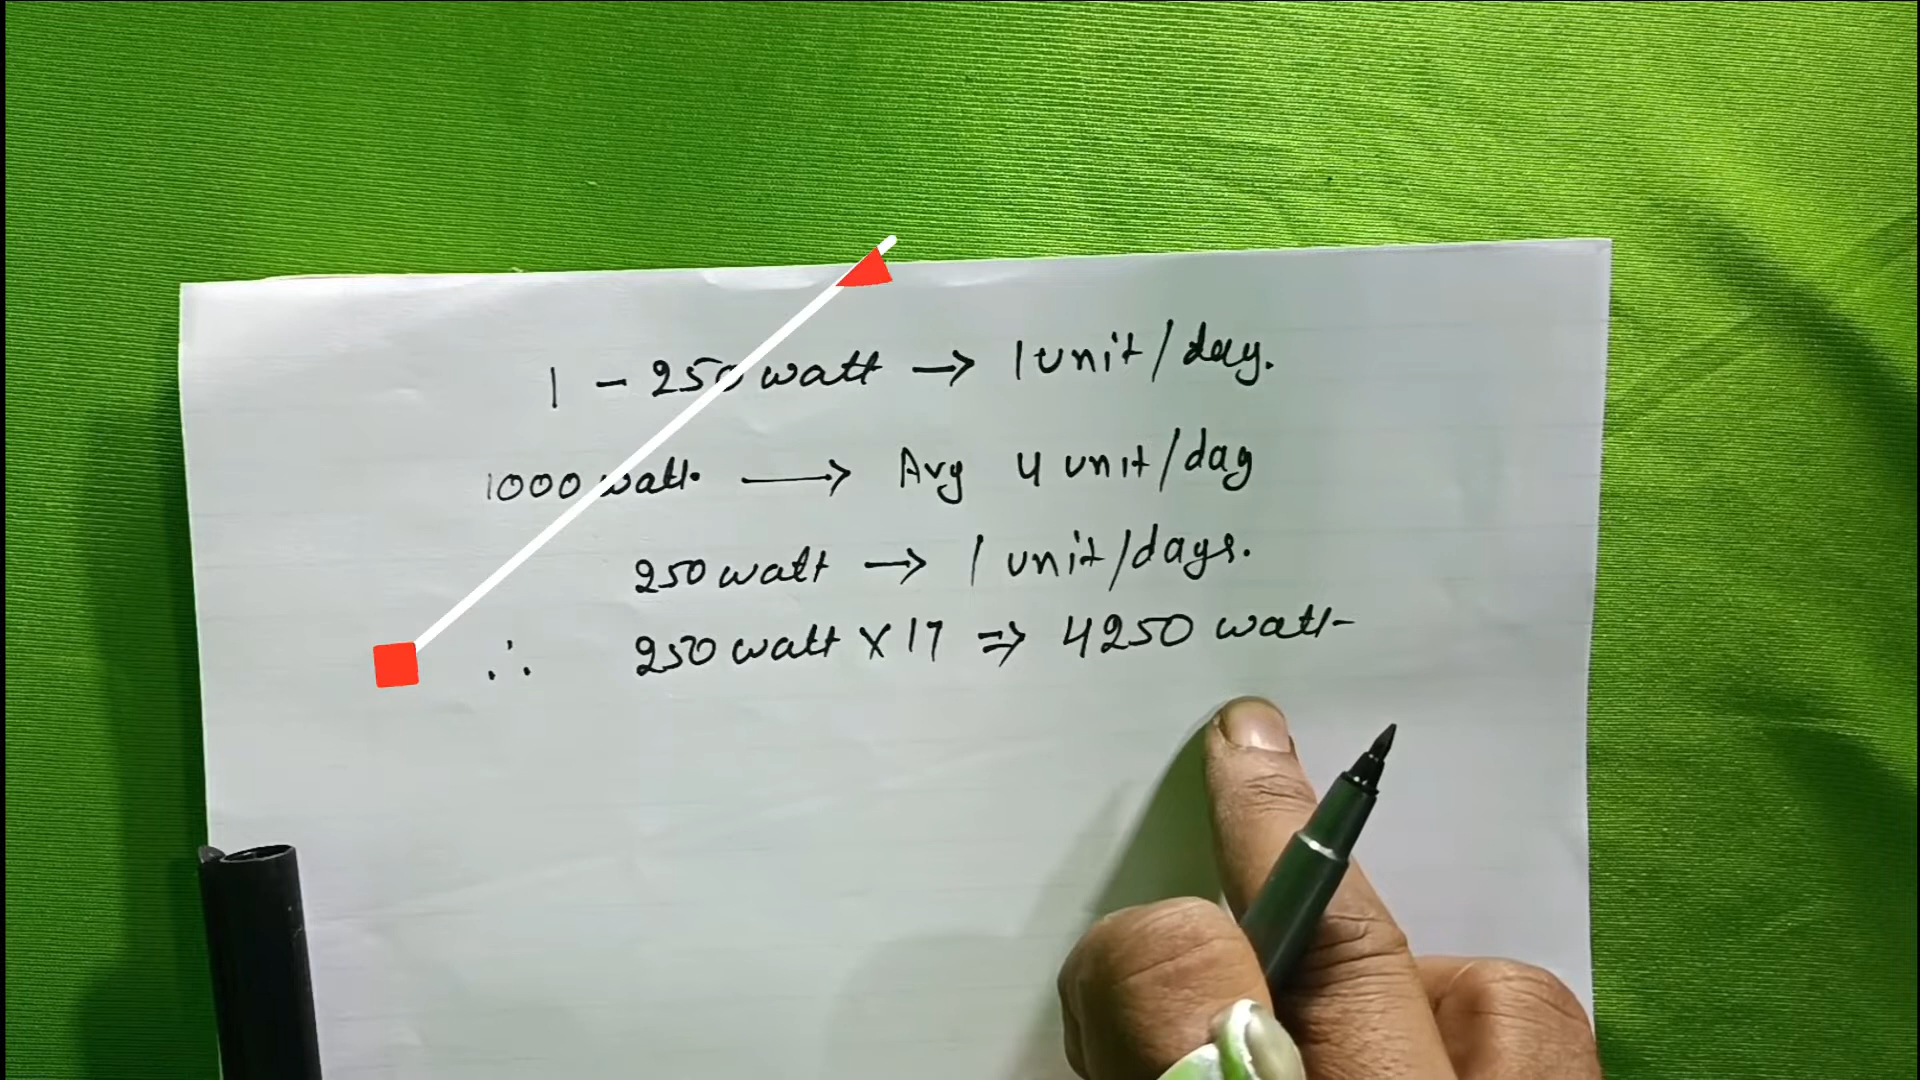 1 - 250 watt → 1 unit/day.
1000 watt. → Avg 4 unit/day
250 watt → 1 unit/days.
∴ 250 watt X 17 ⇒ 4250 watt